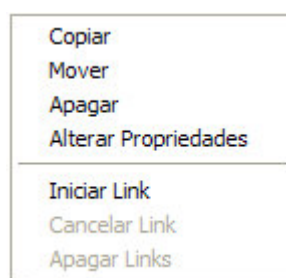 Copiar
Mover
Apagar
Alterar Propriedades
Iniciar Link
Cancelar Link
Apagar Links